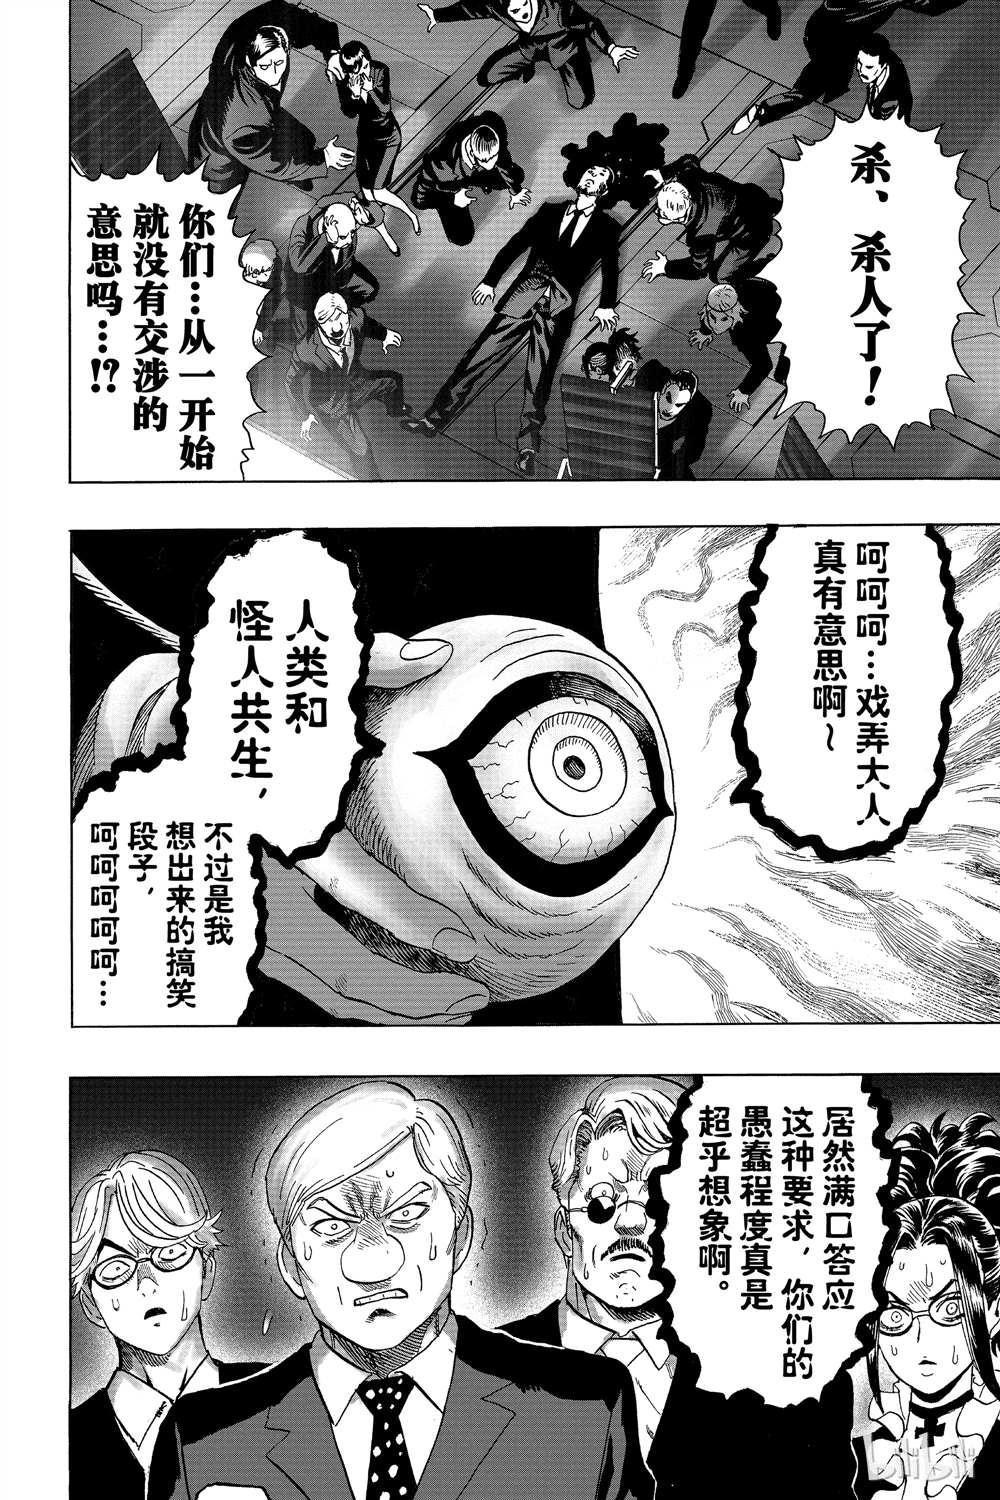 杀、杀人了！
你们…从一开始
就没有交涉的
意思吗…!?
呵呵呵…戏弄大人
真有意思啊～
人类和
怪人共生，
不过是我
想出来的搞笑
段子，
呵呵呵呵呵…
居然满口答应
这种要求，你们的
愚蠢程度真是
超乎想象啊。
bilibili